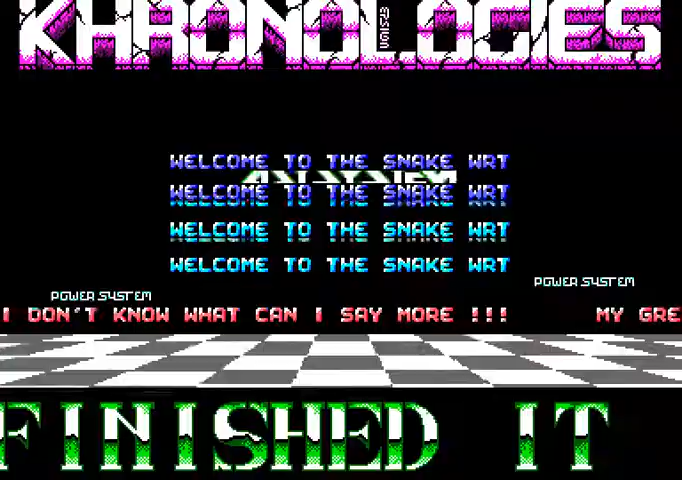 KHRONOLOGIES
WELCOME TO THE SNAKE WRT
WELCOME TO THE SNAKE WRT
WELCOME TO THE SNAKE WRT
WELCOME TO THE SNAKE WRT
POWER SYSTEM
POWER SYSTEM
I DON'T KNOW WHAT CAN I SAY MORE !!! MY GRE
FINISHED IT